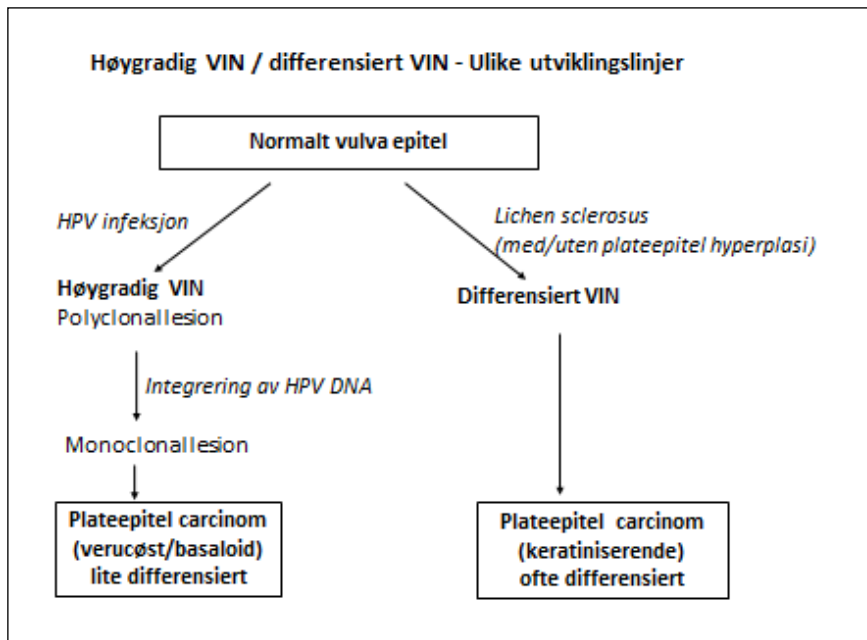 Høygradig VIN / differensiert VIN - Ulike utviklingslinjer
Normalt vulva epitel
HPV infeksjon
Lichen sclerosus
(med/uten plateepitel hyperplasi)
Høygradig VIN
Polyclonallesion
Differensiert VIN
Integrering av HPV DNA
Monoclonallesion
Plateepitel carcinom
(verucøst/basaloid)
lite differensiert
Plateepitel carcinom
(keratiniserende)
ofte differensiert